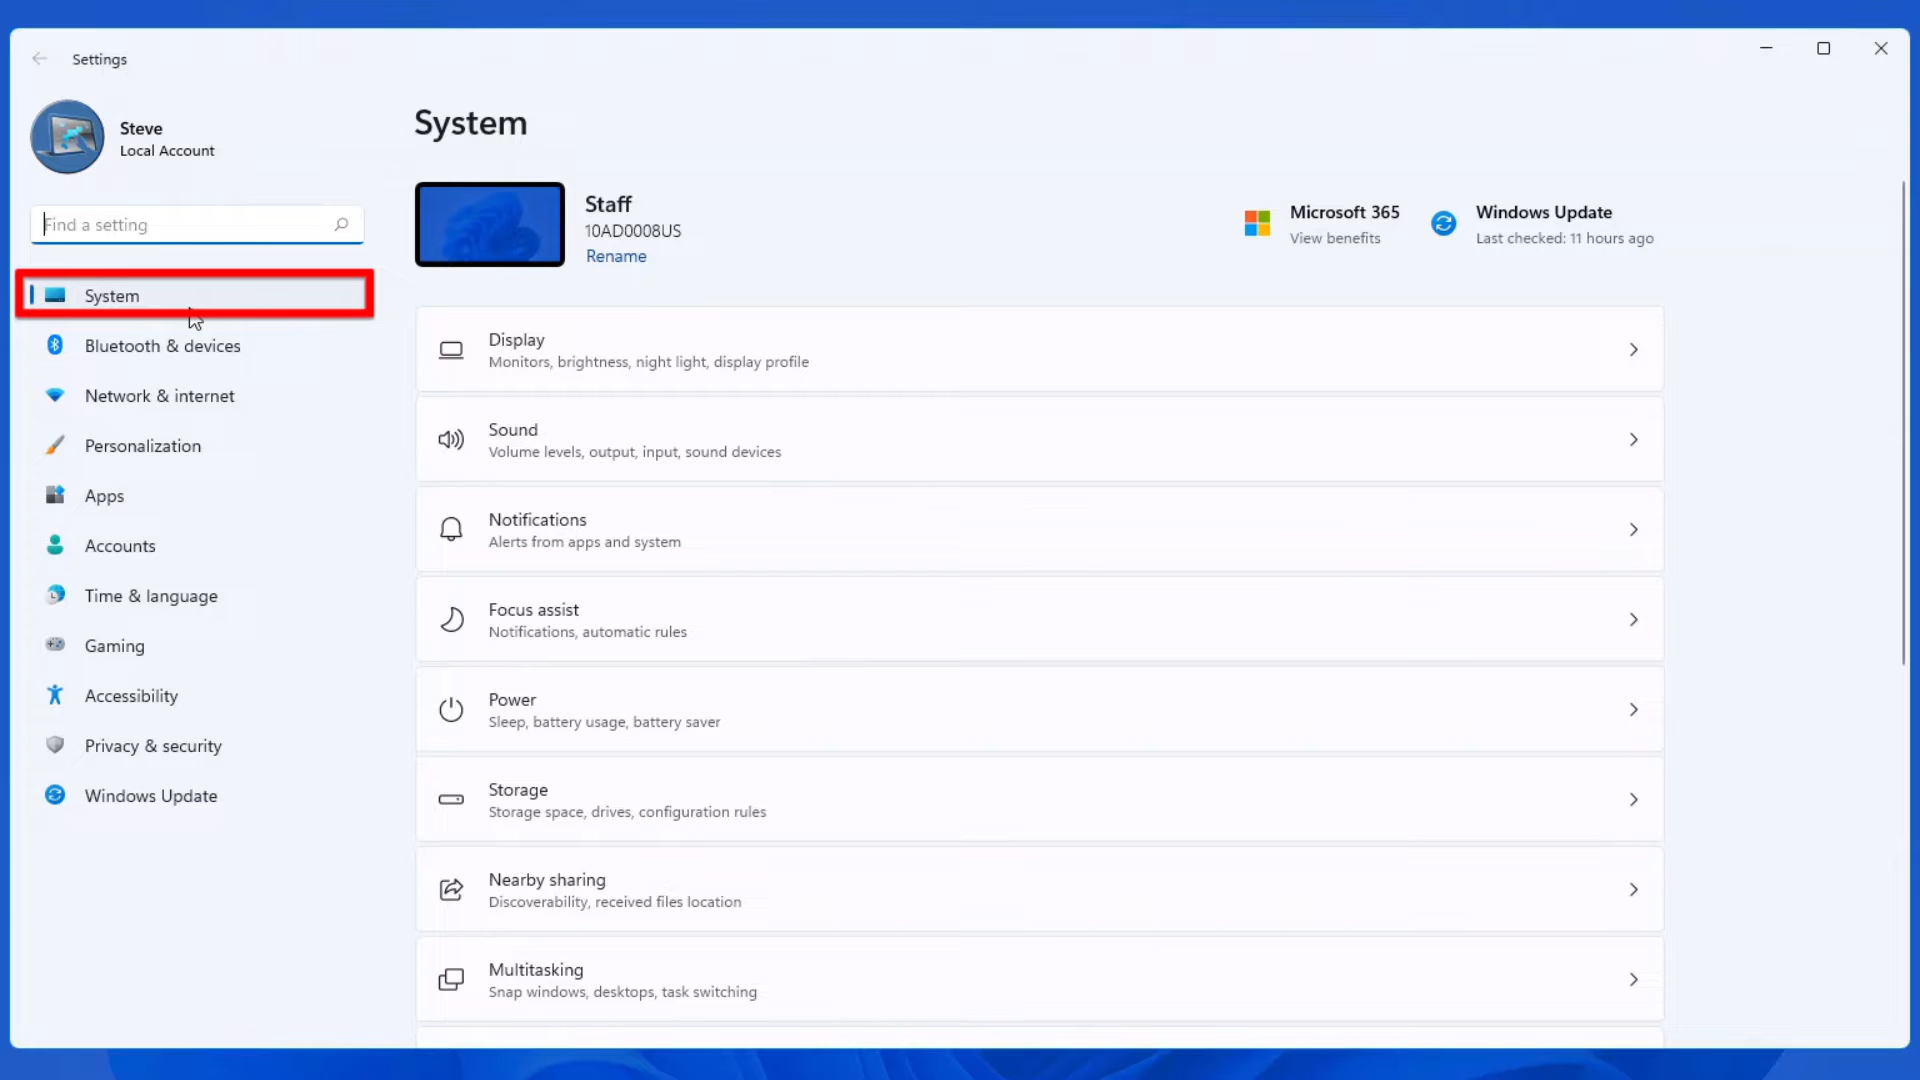 Settings
Steve
Local Account
Find a setting
System
Bluetooth & devices
Network & internet
Personalization
Apps
Accounts
Time & language
Gaming
Accessibility
Privacy & security
Windows Update
System
Staff
10AD0008US
Rename
Microsoft 365
View benefits
Windows Update
Last checked: 11 hours ago
Display
Monitors, brightness, night light, display profile
Sound
Volume levels, output, input, sound devices
Notifications
Alerts from apps and system
Focus assist
Notifications, automatic rules
Power
Sleep, battery usage, battery saver
Storage
Storage space, drives, configuration rules
Nearby sharing
Discoverability, received files location
Multitasking
Snap windows, desktops, task switching